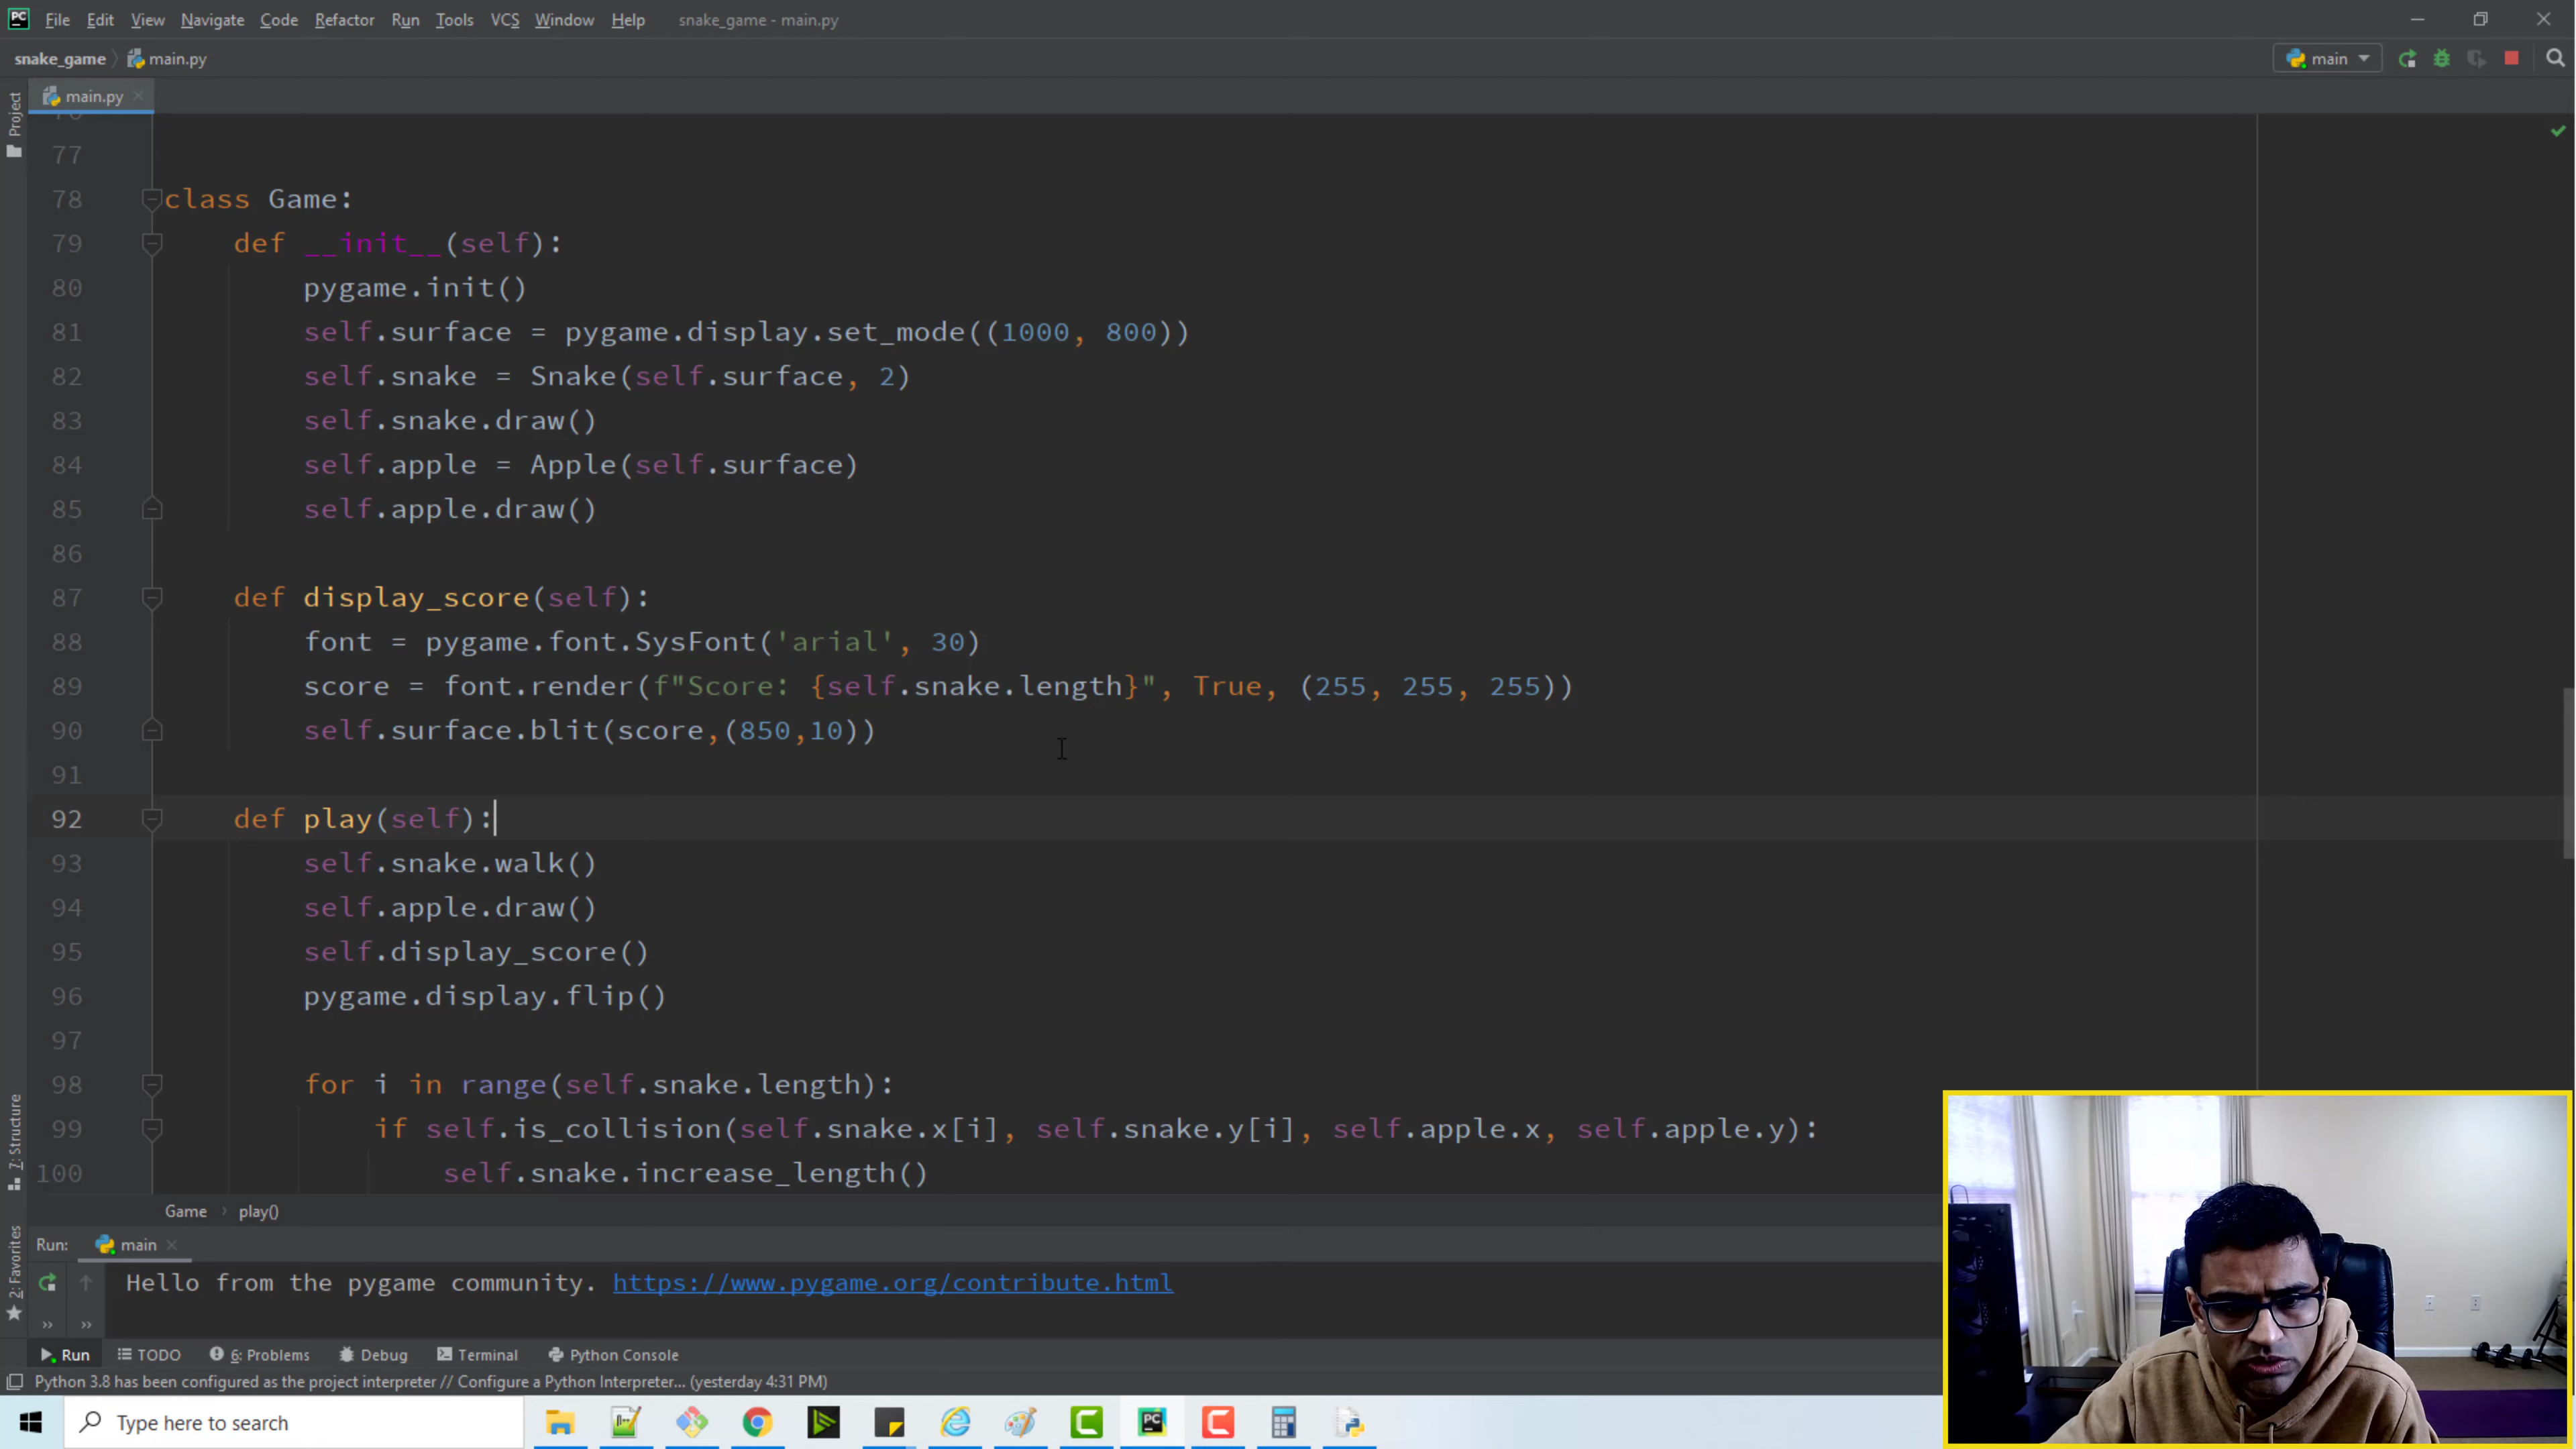 File Edit View Navigate Code Refactor Run Tools VCS Window Help snake_game - main.py
snake_game main.py main
main.py
Project
77
78 class Game:
79 def __init__(self):
80 pygame.init()
81 self.surface = pygame.display.set_mode((1000, 800))
82 self.snake = Snake(self.surface, 2)
83 self.snake.draw()
84 self.apple = Apple(self.surface)
85 self.apple.draw()
86
87 def display_score(self):
88 font = pygame.font.SysFont('arial', 30)
89 score = font.render(f"Score: {self.snake.length}", True, (255, 255, 255))
90 self.surface.blit(score,(850,10))
91
92 def play(self):
93 self.snake.walk()
94 self.apple.draw()
95 self.display_score()
96 pygame.display.flip()
97
98 for i in range(self.snake.length):
99 if self.is_collision(self.snake.x[i], self.snake.y[i], self.apple.x, self.apple.y):
100 self.snake.increase_length()
7: Structure
Game play()
2: Favorites
Run: main
Hello from the pygame community. https://www.pygame.org/contribute.html
Run TODO 6: Problems Debug Terminal Python Console
Python 3.8 has been configured as the project interpreter // Configure a Python Interpreter... (yesterday 4:31 PM)
Type here to search